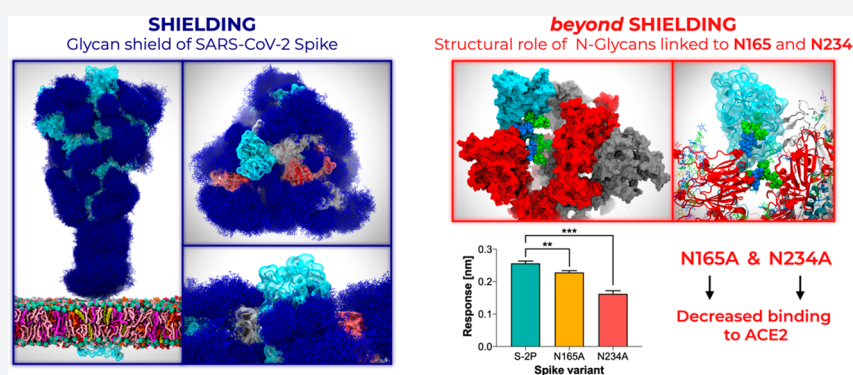 SHIELDING
Glycan shield of SARS-CoV-2 Spike
beyond SHIELDING
Structural role of N-Glycans linked to N165 and N234
***
**
0.3
0.2
0.1
0.0
Response [nm]
S-2P N165A N234A
Spike variant
N165A & N234A
Decreased binding
to ACE2